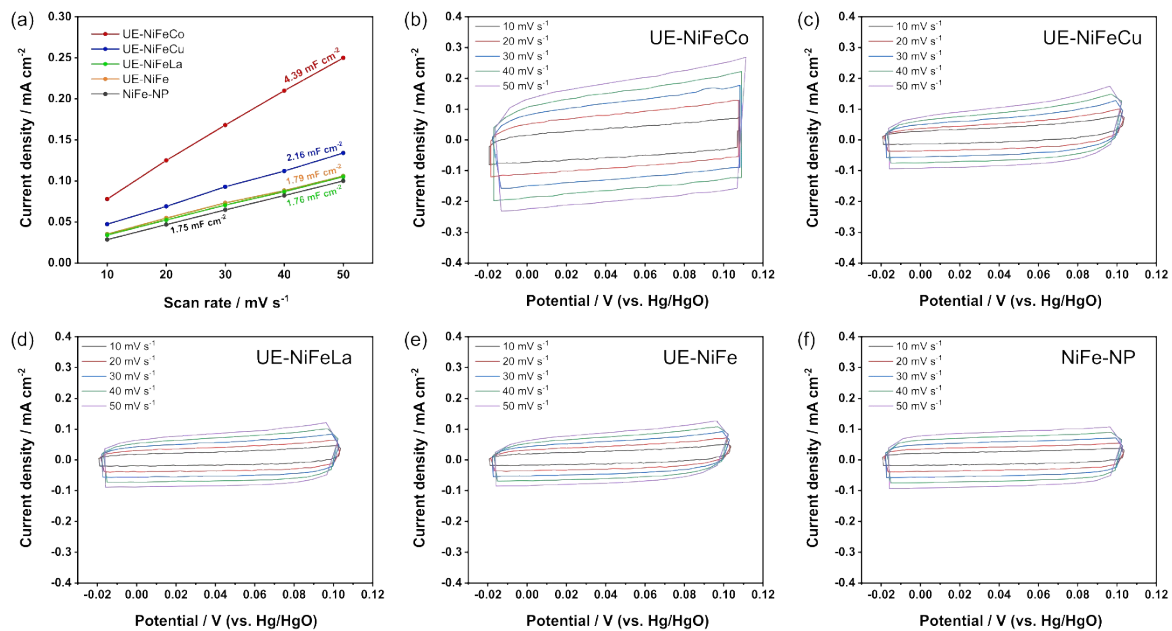 (a)
0.30
0.25
0.20
0.15
0.10
0.05
0.00
Current density / mA cm⁻²
UE-NiFeCo
UE-NiFeCu
UE-NiFeLa
UE-NiFe
NiFe-NP
4.39 mF cm⁻²
2.16 mF cm⁻²
1.79 mF cm⁻²
1.76 mF cm⁻²
1.75 mF cm⁻²
10 20 30 40 50
Scan rate / mV s⁻¹
(b)
0.4
0.3
0.2
0.1
0.0
-0.1
-0.2
-0.3
-0.4
Current density / mA cm⁻²
10 mV s⁻¹
20 mV s⁻¹
30 mV s⁻¹
40 mV s⁻¹
50 mV s⁻¹
UE-NiFeCo
-0.02 0.00 0.02 0.04 0.06 0.08 0.10 0.12
Potential / V (vs. Hg/HgO)
(c)
0.4
0.3
0.2
0.1
0.0
-0.1
-0.2
-0.3
-0.4
Current density / mA cm⁻²
10 mV s⁻¹
20 mV s⁻¹
30 mV s⁻¹
40 mV s⁻¹
50 mV s⁻¹
UE-NiFeCu
-0.02 0.00 0.02 0.04 0.06 0.08 0.10 0.12
Potential / V (vs. Hg/HgO)
(d)
0.4
0.3
0.2
0.1
0.0
-0.1
-0.2
-0.3
-0.4
Current density / mA cm⁻²
10 mV s⁻¹
20 mV s⁻¹
30 mV s⁻¹
40 mV s⁻¹
50 mV s⁻¹
UE-NiFeLa
-0.02 0.00 0.02 0.04 0.06 0.08 0.10 0.12
Potential / V (vs. Hg/HgO)
(e)
0.4
0.3
0.2
0.1
0.0
-0.1
-0.2
-0.3
-0.4
Current density / mA cm⁻²
10 mV s⁻¹
20 mV s⁻¹
30 mV s⁻¹
40 mV s⁻¹
50 mV s⁻¹
UE-NiFe
-0.02 0.00 0.02 0.04 0.06 0.08 0.10 0.12
Potential / V (vs. Hg/HgO)
(f)
0.4
0.3
0.2
0.1
0.0
-0.1
-0.2
-0.3
-0.4
Current density / mA cm⁻²
10 mV s⁻¹
20 mV s⁻¹
30 mV s⁻¹
40 mV s⁻¹
50 mV s⁻¹
NiFe-NP
-0.02 0.00 0.02 0.04 0.06 0.08 0.10 0.12
Potential / V (vs. Hg/HgO)